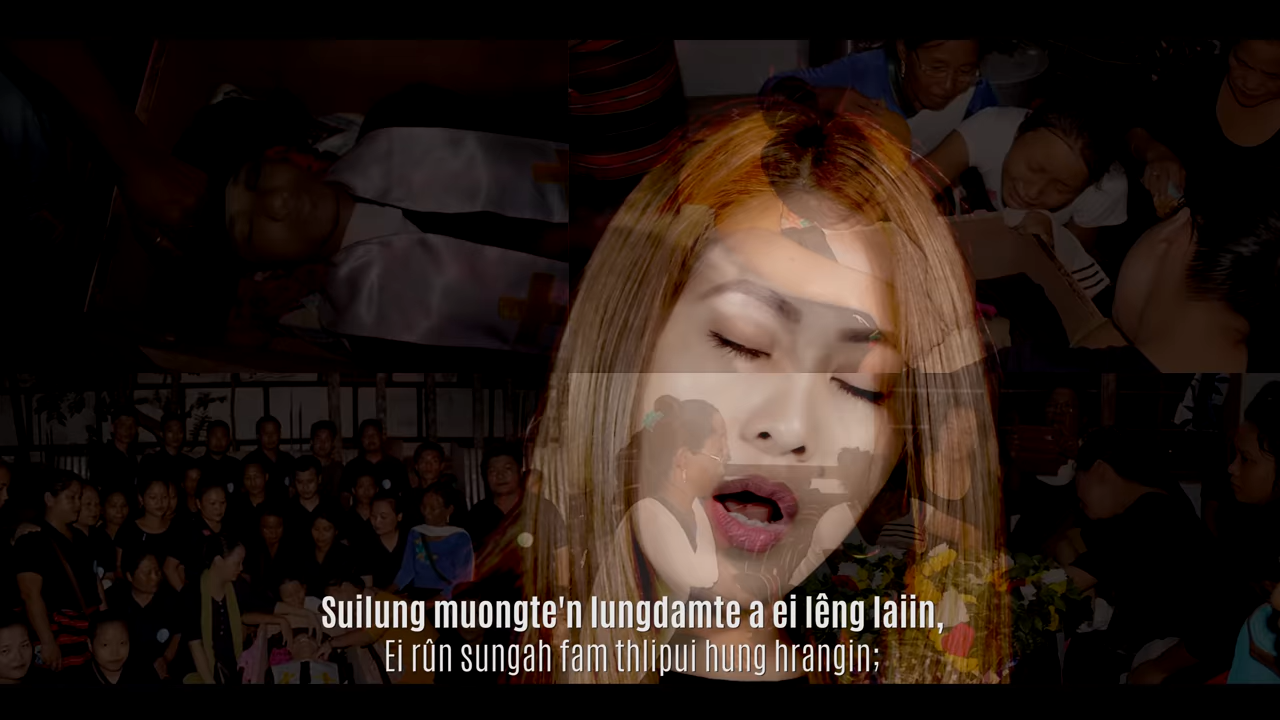 Suilung muongte'n lungdamte a ei lêng laiin,
Ei rûn sungah fam thlipui hung hrangin;